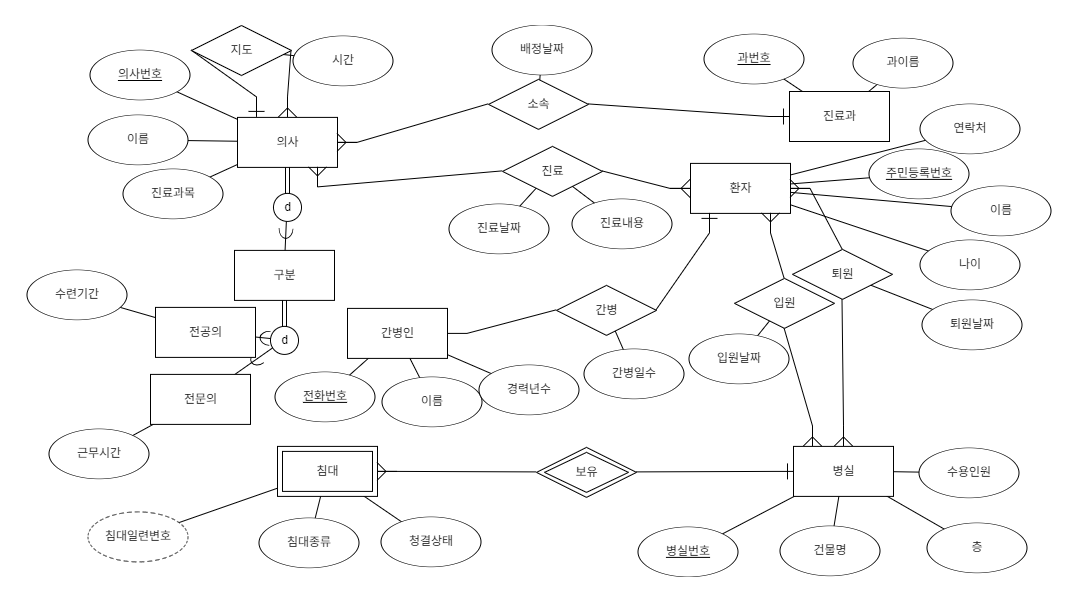 지도
시간
배정날짜
과번호
과이름
의사번호
소속
진료과
연락처
이름
의사
진료
환자
주민등록번호
진료과목
d
진료날짜
진료내용
이름
구분
나이
수련기간
퇴원
입원
전공의
d
간병인
간병
퇴원날짜
입원날짜
간병일수
전문의
전화번호
이름
경력년수
근무시간
침대
보유
병실
수용인원
침대일련변호
침대종류
청결상태
병실번호
건물명
층